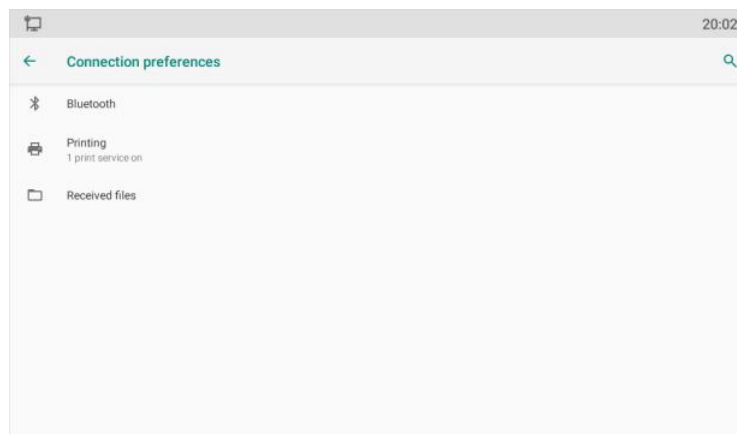 20:02
Connection preferences
Bluetooth
Printing
1 print service on
Received files